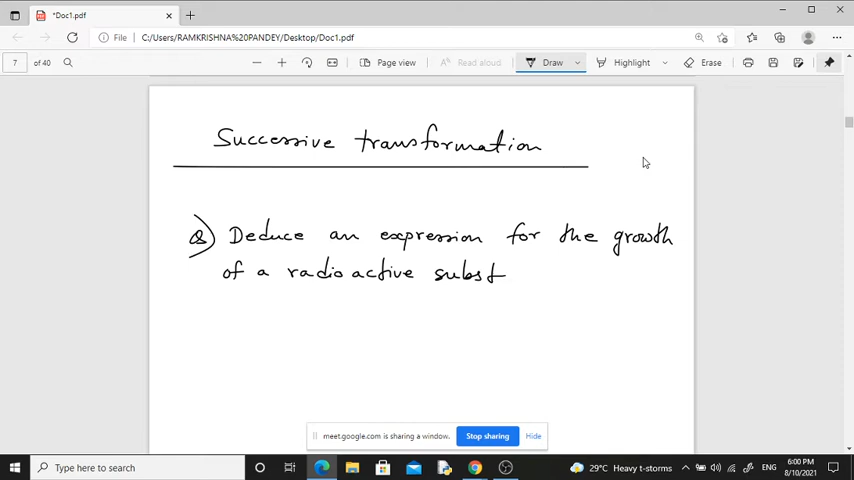 *Doc1.pdf
File
C:/Users/RAMKRISHNA%20PANDEY/Desktop/Doc1.pdf
7 of 40
Page view
Read aloud
Draw
Highlight
Erase
Successive transformation
Q) Deduce an expression for the growth
of a radioactive subst
meet.google.com is sharing a window.
Stop sharing
Hide
Type here to search
29°C Heavy t-storms
ENG
6:00 PM
8/10/2021